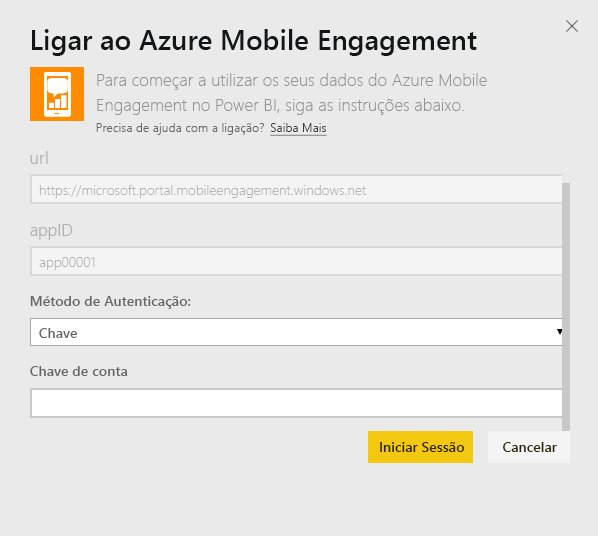 Ligar ao Azure Mobile Engagement
Para começar a utilizar os seus dados do Azure Mobile
Engagement no Power BI, siga as instruções abaixo.
Precisa de ajuda com a ligação? Saiba Mais
url
https://microsoft.portal.mobileengagement.windows.net
appID
app00001
Método de Autenticação:
Chave
Chave de conta
Iniciar Sessão Cancelar